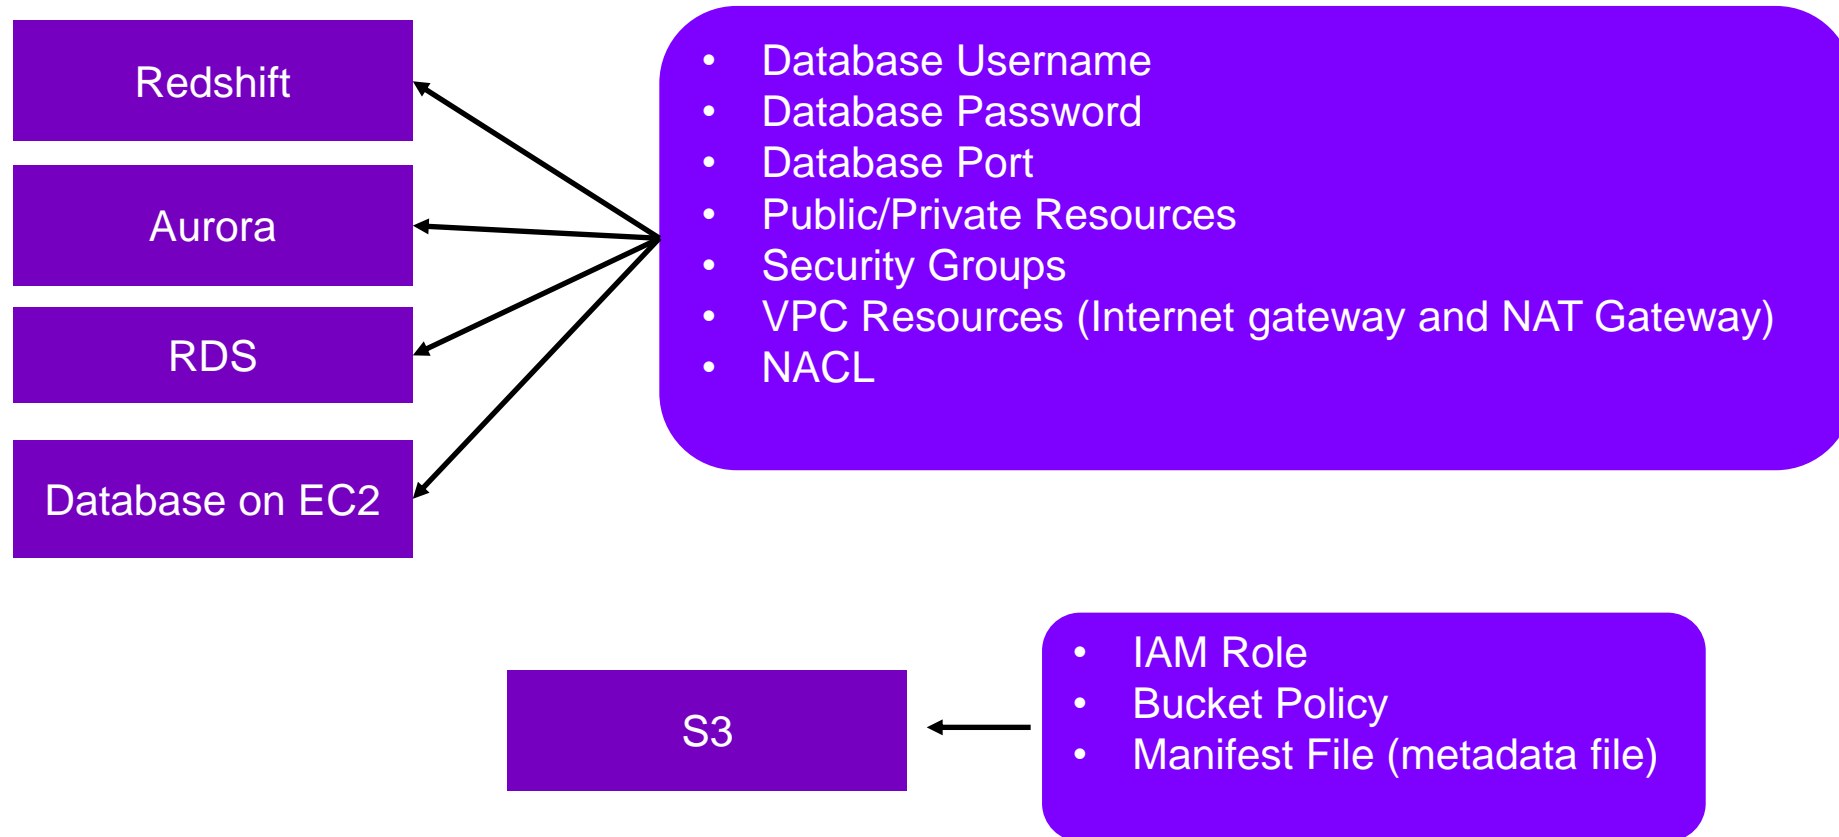 Redshift
Aurora
RDS
Database on EC2
• Database Username
• Database Password
• Database Port
• Public/Private Resources
• Security Groups
• VPC Resources (Internet gateway and NAT Gateway)
• NACL
S3
• IAM Role
• Bucket Policy
• Manifest File (metadata file)